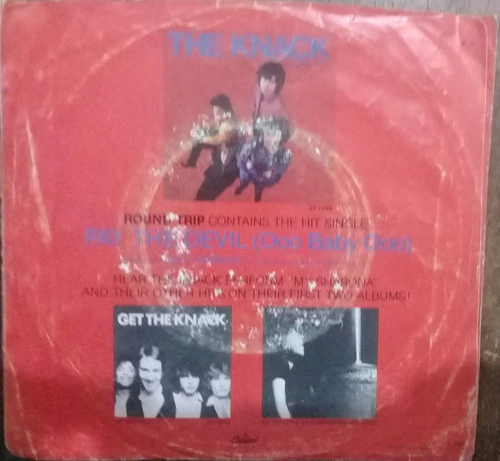 THE KNACK
ROUND TRIP CONTAINS THE HIT SINGLE
PAY THE DEVIL (Ooo Baby Ooo)
HEAR THE KNACK PERFORM "MY SHARONA"
AND THEIR OTHER HITS ON THEIR FIRST TWO ALBUMS!
GET THE KNACK
Capitol